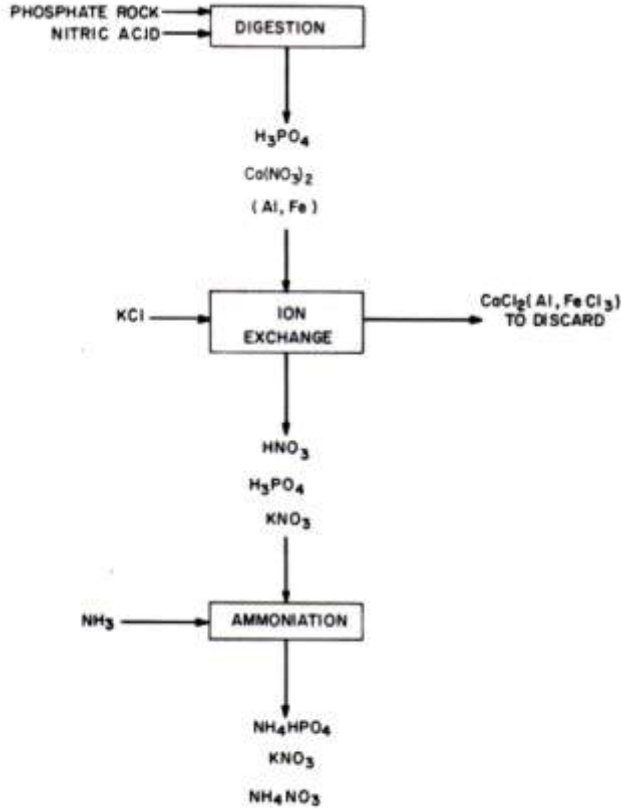 PHOSPHATE ROCK
NITRIC ACID
DIGESTION
H₃PO₄
Ca(NO₃)₂
(Al, Fe)
KCl
ION
EXCHANGE
CaCl₂(Al, FeCl₃)
TO DISCARD
HNO₃
H₃PO₄
KNO₃
NH₃
AMMONIATION
NH₄HPO₄
KNO₃
NH₄NO₃